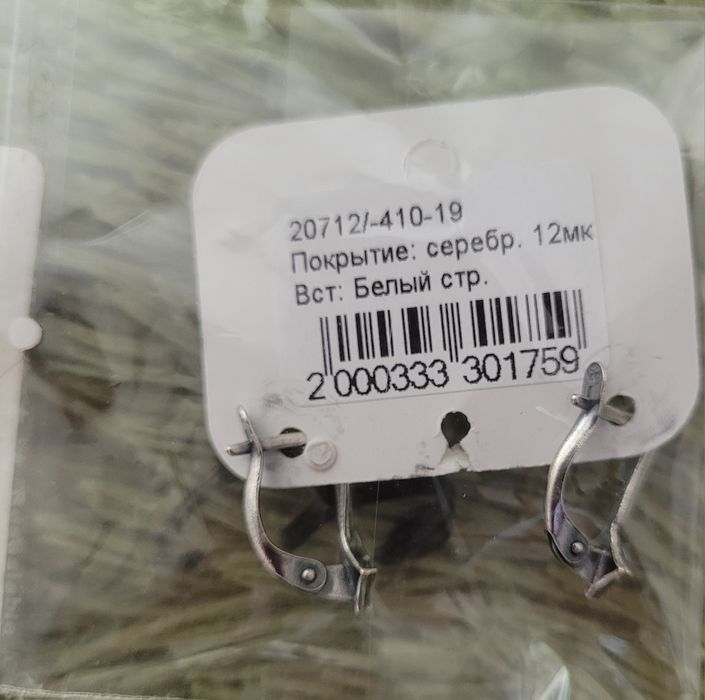 20712/-410-19
Покрытие: серебр. 12мк
Вст: Белый стр.
2 000333 301759